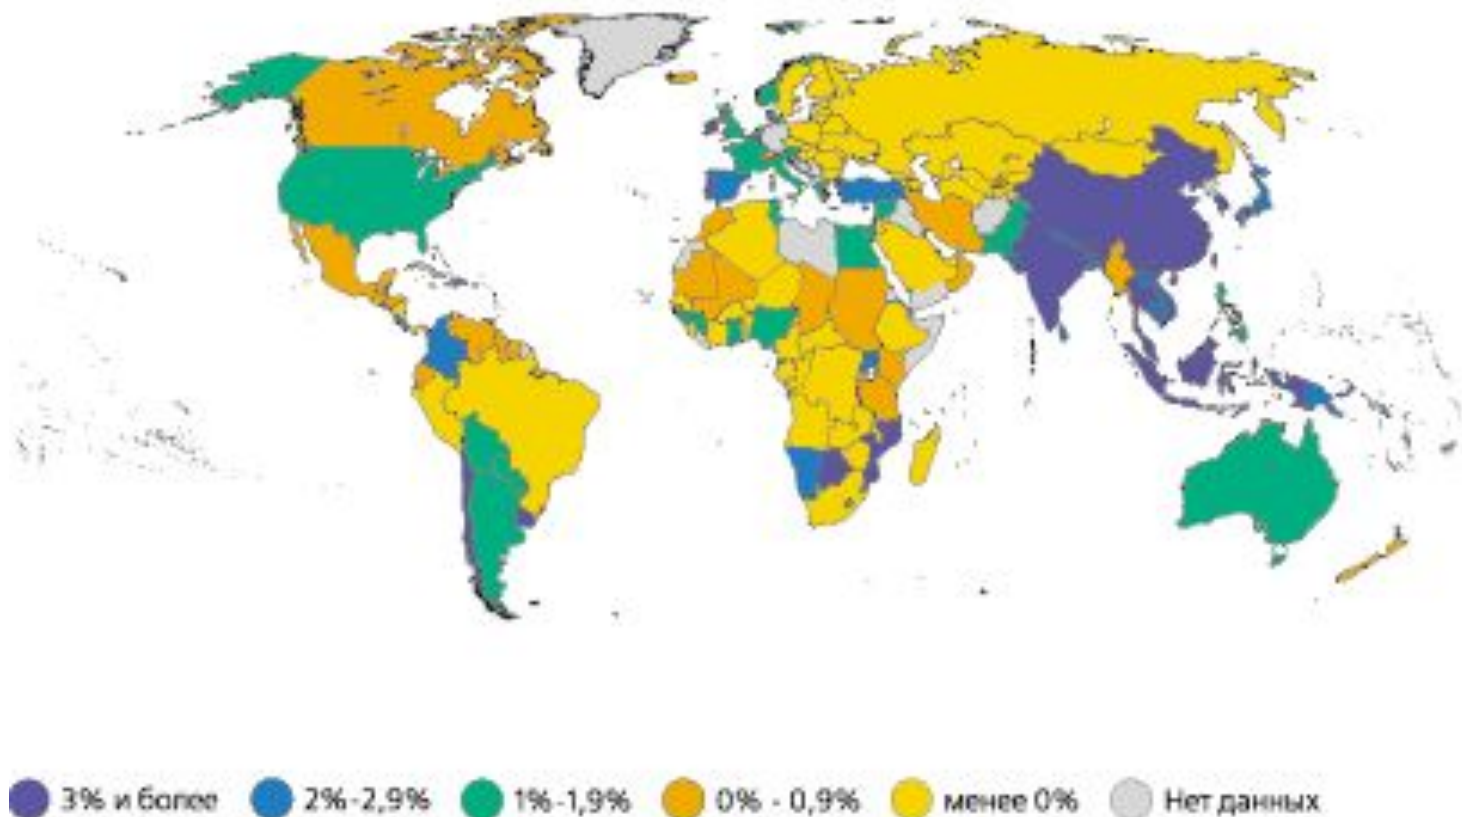 3% и более 2%-2,9% 1%-1,9% 0% - 0,9% менее 0% Нет данных